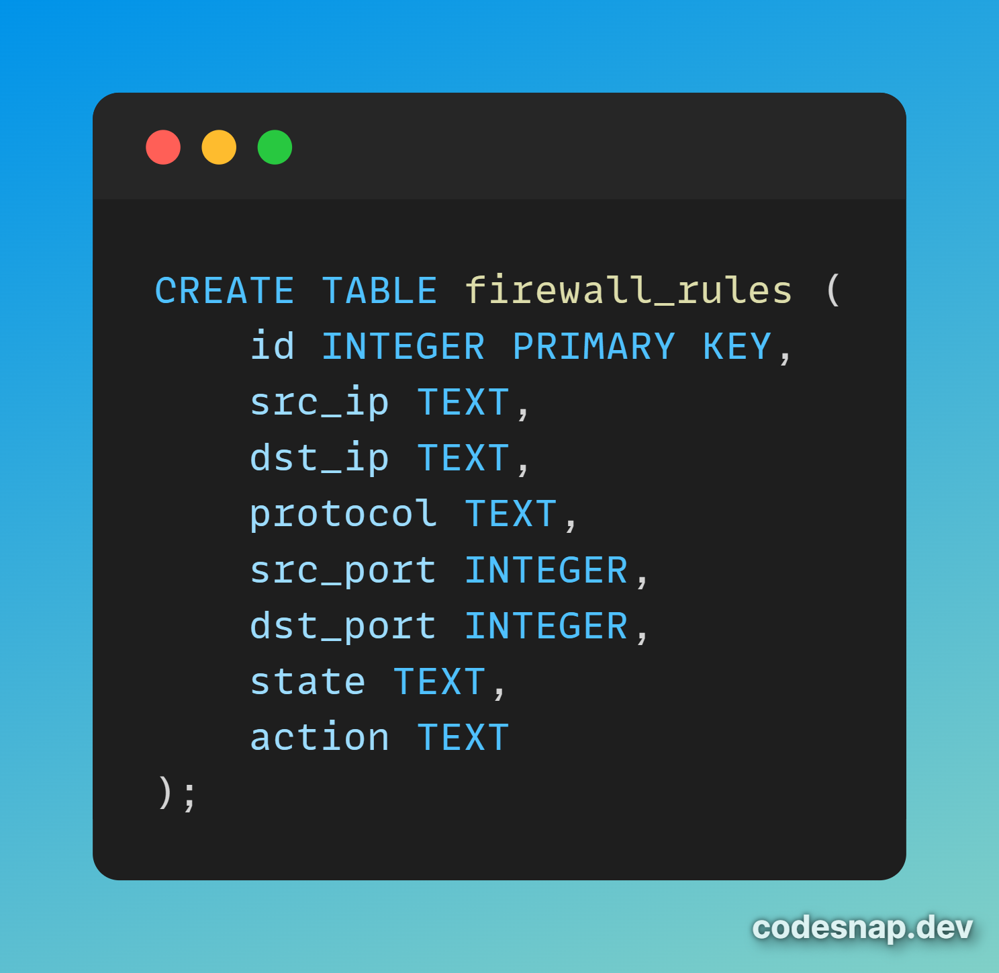 CREATE TABLE firewall_rules (
    id INTEGER PRIMARY KEY,
    src_ip TEXT,
    dst_ip TEXT,
    protocol TEXT,
    src_port INTEGER,
    dst_port INTEGER,
    state TEXT,
    action TEXT
);
codesnap.dev